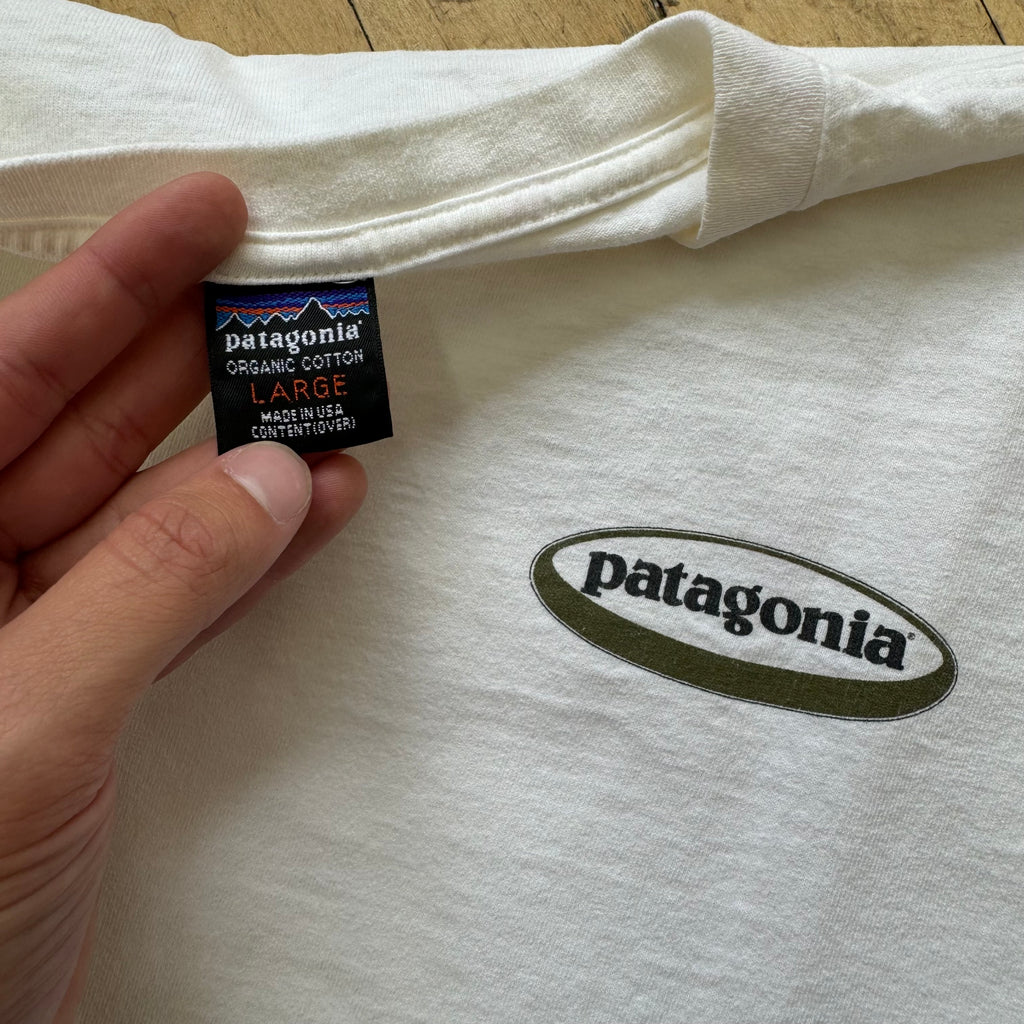 patagonia®
ORGANIC COTTON
LARGE
MADE IN USA
CONTENT(OVER)
patagonia®